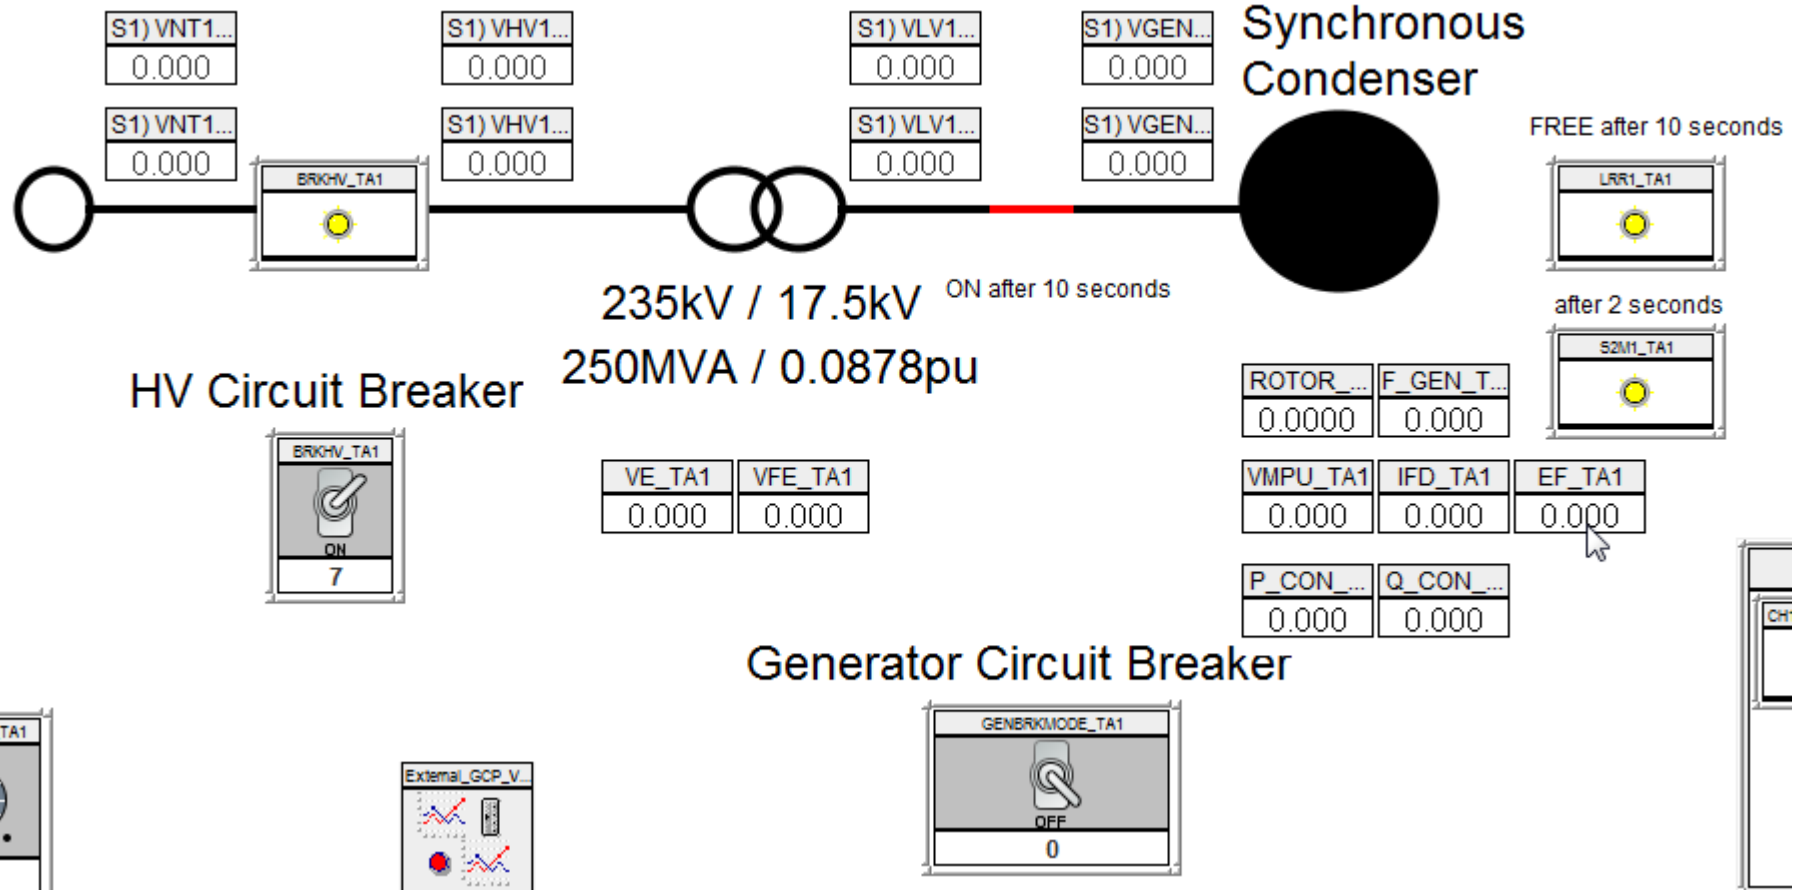 S1) VNT1...
0.000
S1) VHV1...
0.000
S1) VLV1...
0.000
S1) VGEN...
0.000
Synchronous
Condenser
S1) VNT1...
0.000
S1) VHV1...
0.000
S1) VLV1...
0.000
S1) VGEN...
0.000
FREE after 10 seconds
BRKHV_TA1
LRR1_TA1
235kV / 17.5kV
ON after 10 seconds
250MVA / 0.0878pu
after 2 seconds
S2M1_TA1
HV Circuit Breaker
BRKHV_TA1
ON
7
ROTOR_...
0.0000
F_GEN_T...
0.000
VE_TA1
0.000
VFE_TA1
0.000
VMPU_TA1
0.000
IFD_TA1
0.000
EF_TA1
0.000
P_CON_...
0.000
Q_CON_...
0.000
CH1
Generator Circuit Breaker
GENBRKMODE_TA1
OFF
0
TA1
External_GCP_V...